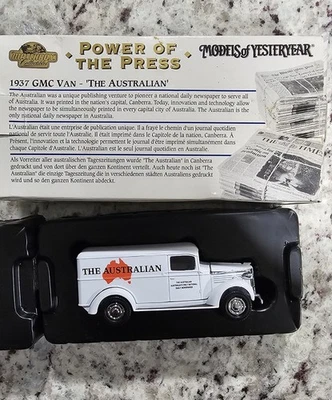 POWER OF
THE PRESS
MODELS of YESTERYEAR
1937 GMC VAN - 'THE AUSTRALIAN'
The Australian was a unique publishing venture to pioneer a national daily newspaper to serve all
of Australia. It was printed in the nation's capital, Canberra. Today, innovation and technology allow
the newspaper to be simultaneously printed in every capital city of Australia. The Australian is the
only national daily newspaper in Australia.
L'Australian était une entreprise de publication unique. Il a frayé le chemin d'un journal quotidien
national de servir toute l'Australie. Il était imprimé dans la capitale de l'Australie, Canberra. À
Présent, l'innovation et la technologie permettent le journal d'être imprimé simultanément dans
chaque capitale d'Australie. L'Australian est le seul journal quotidien en Australie.
Als Vorreiter aller australischen Tageszeitungen wurde "The Australian" in Canberra
gedruckt und von dort über den ganzen Kontinent verteilt. Auch heute noch ist 'The
Australian' die einzige Tageszeitung die in verschiedenen städten Australiens gedruckt
wird und so den ganzen Kontinent abdeckt.
THE AUSTRALIAN
THE AUSTRALIAN